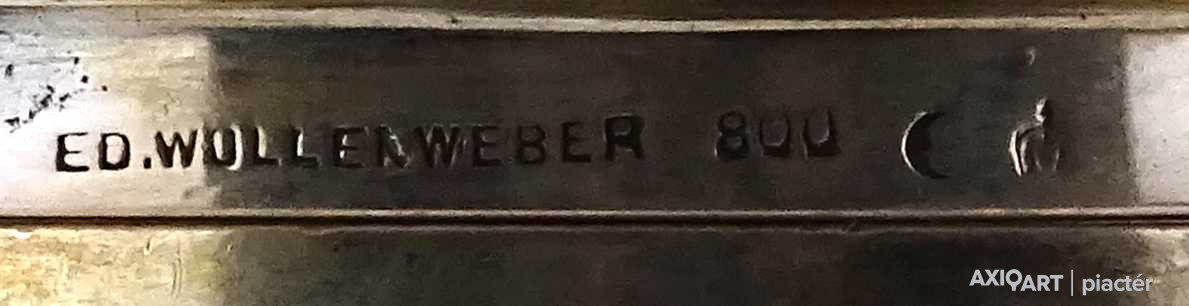 ED.WOLLENWEBER 800
AXIOART | piactér